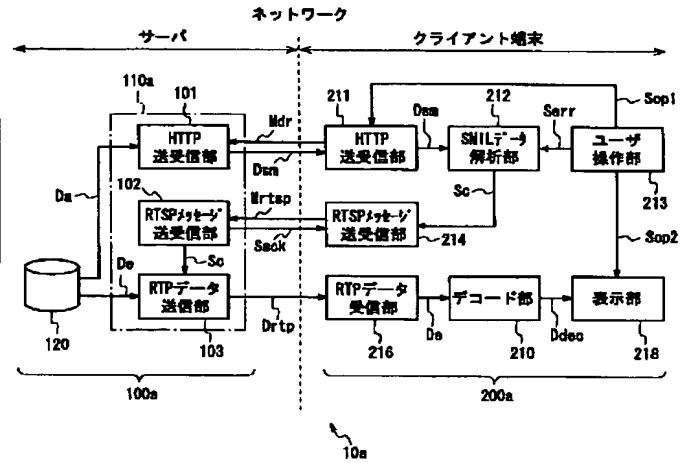 ネットワーク
サーバ
クライアント端末
110a
101
211
212
Sop1
Mdr
Dsm
Serr
HTTP
送受信部
HTTP
送受信部
SMILデータ
解析部
ユーザ
操作部
Dsm
Da
102
Mrtsp
Sc
213
RTSPメッセージ
送受信部
RTSPメッセージ
送受信部
Sack
214
Sop2
De
Sc
RTPデータ
送信部
RTPデータ
受信部
デコード部
表示部
120
103
Drtp
De
Ddec
216
210
218
100a
200a
10a